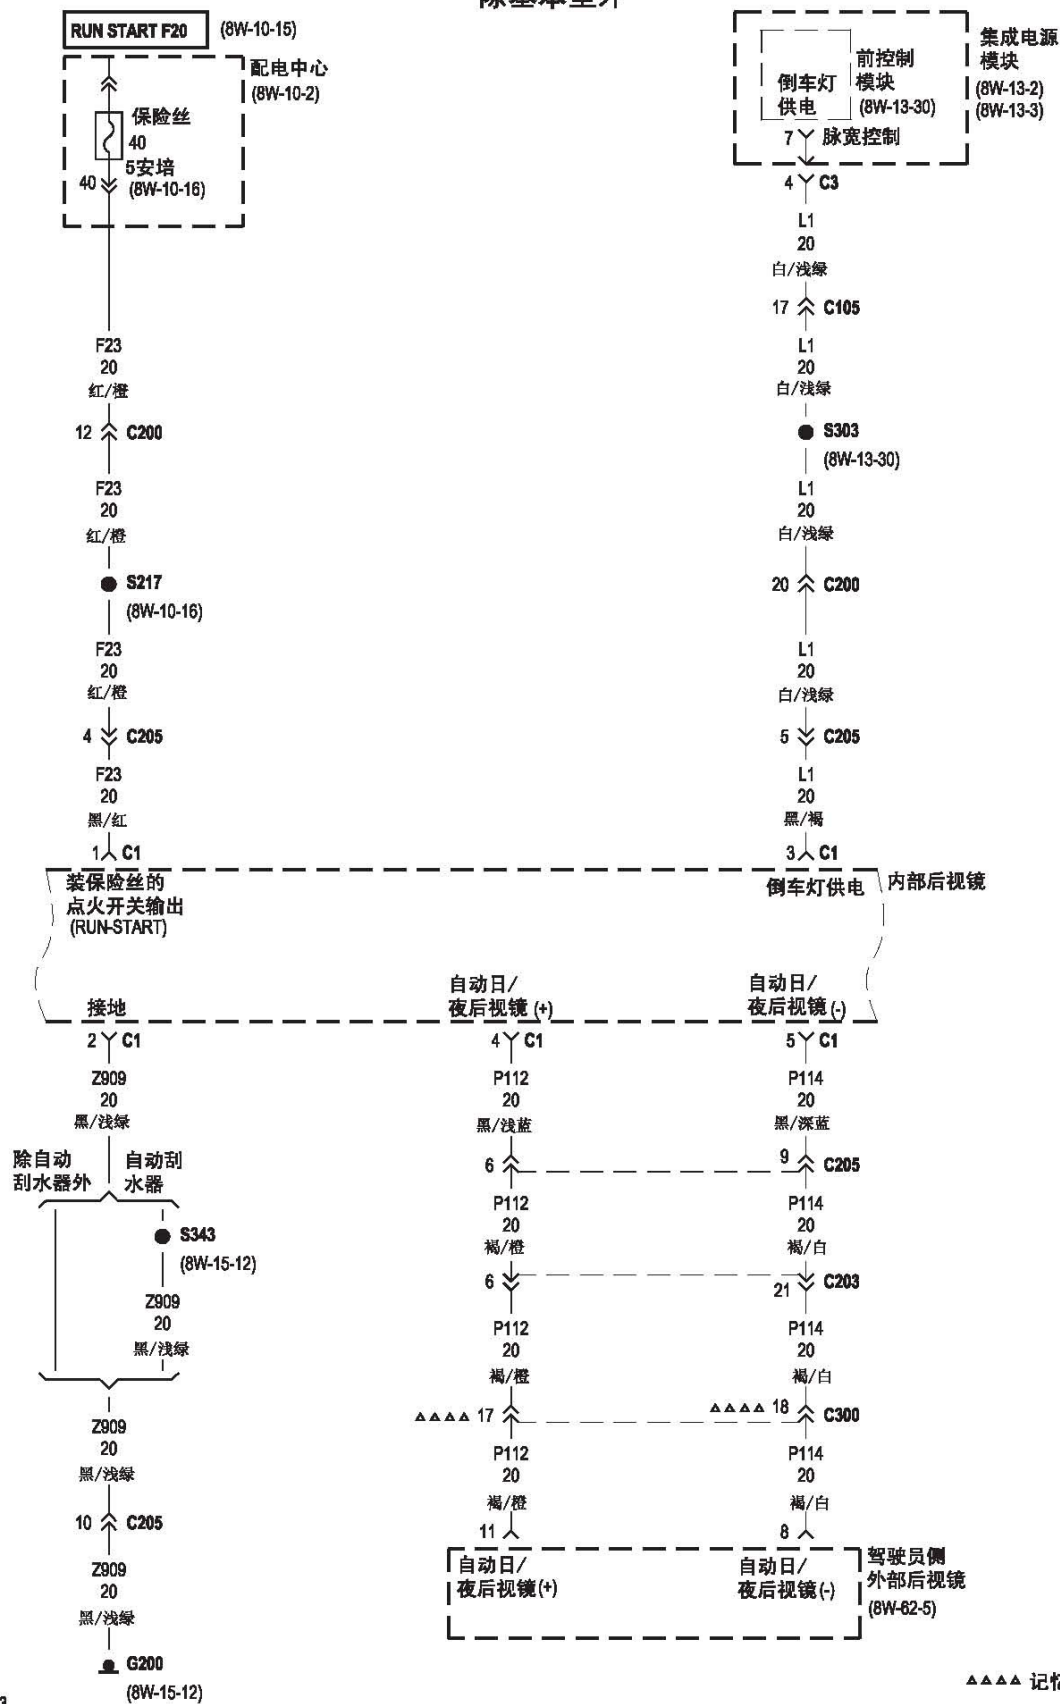 RUN START F20
(8W-10-15)
配电中心
(8W-10-2)
保险丝
40
5安培
(8W-10-16)
40
F23
20
红/橙
12
C200
F23
20
红/橙
S217
(8W-10-16)
F23
20
红/橙
4
C205
F23
20
黑/红
1
C1
集成电源
模块
(8W-13-2)
(8W-13-3)
前控制
模块
(8W-13-30)
倒车灯
供电
7
脉宽控制
4
C3
L1
20
白/浅绿
17
C105
L1
20
白/浅绿
S303
(8W-13-30)
L1
20
白/浅绿
20
C200
L1
20
白/浅绿
5
C205
L1
20
黑/褐
3
C1
装保险丝的
点火开关输出
(RUN-START)
倒车灯供电
内部后视镜
接地
自动日/
夜后视镜(+)
自动日/
夜后视镜(-)
2
C1
Z909
20
黑/浅绿
除自动
刮水器外
自动刮
水器
S343
(8W-15-12)
Z909
20
黑/浅绿
Z909
20
黑/浅绿
10
C205
Z909
20
黑/浅绿
G200
(8W-15-12)
4
C1
P112
20
黑/浅蓝
6
P112
20
褐/橙
6
P112
20
褐/橙
17
P112
20
褐/橙
11
5
C1
P114
20
黑/深蓝
9
C205
P114
20
褐/白
21
C203
P114
20
褐/白
18
C300
P114
20
褐/白
8
自动日/
夜后视镜(+)
自动日/
夜后视镜(-)
驾驶员侧
外部后视镜
(8W-62-5)
记